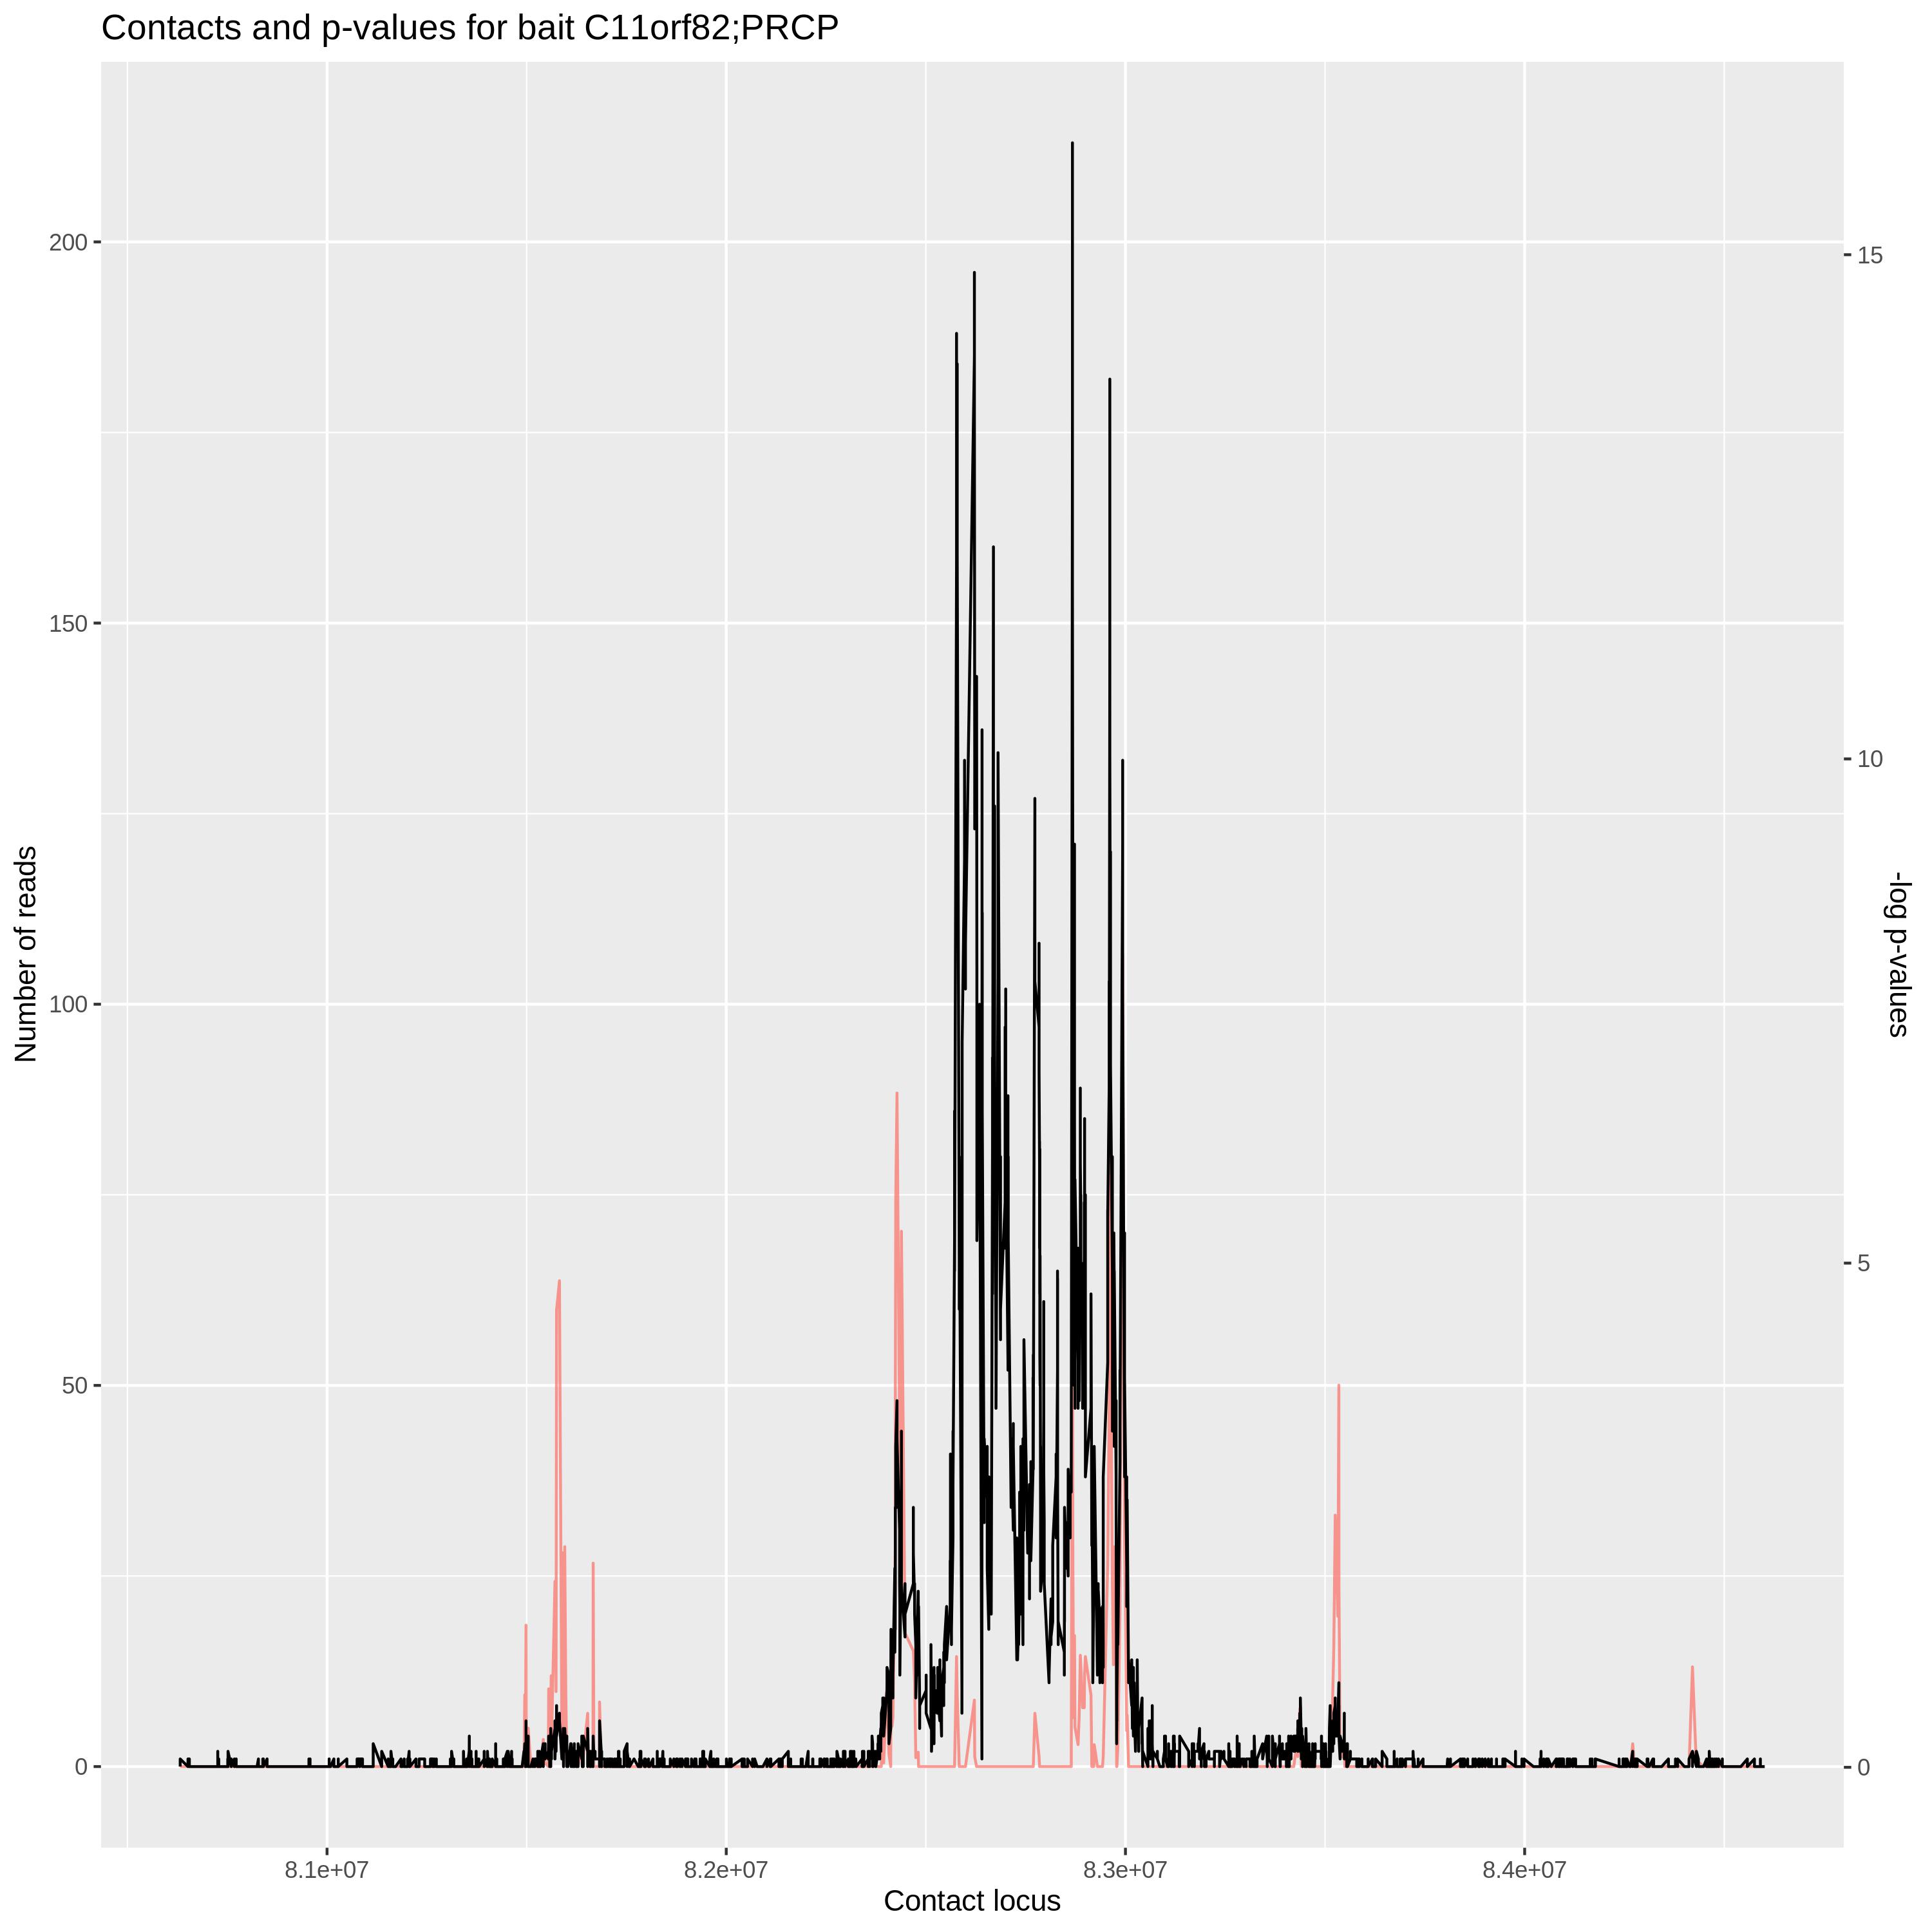 Contacts and p-values for bait C11orf82;PRCP
200
150
100
50
0
Number of reads
15
10
5
0
-log p-values
8.1e+07 8.2e+07 8.3e+07 8.4e+07
Contact locus